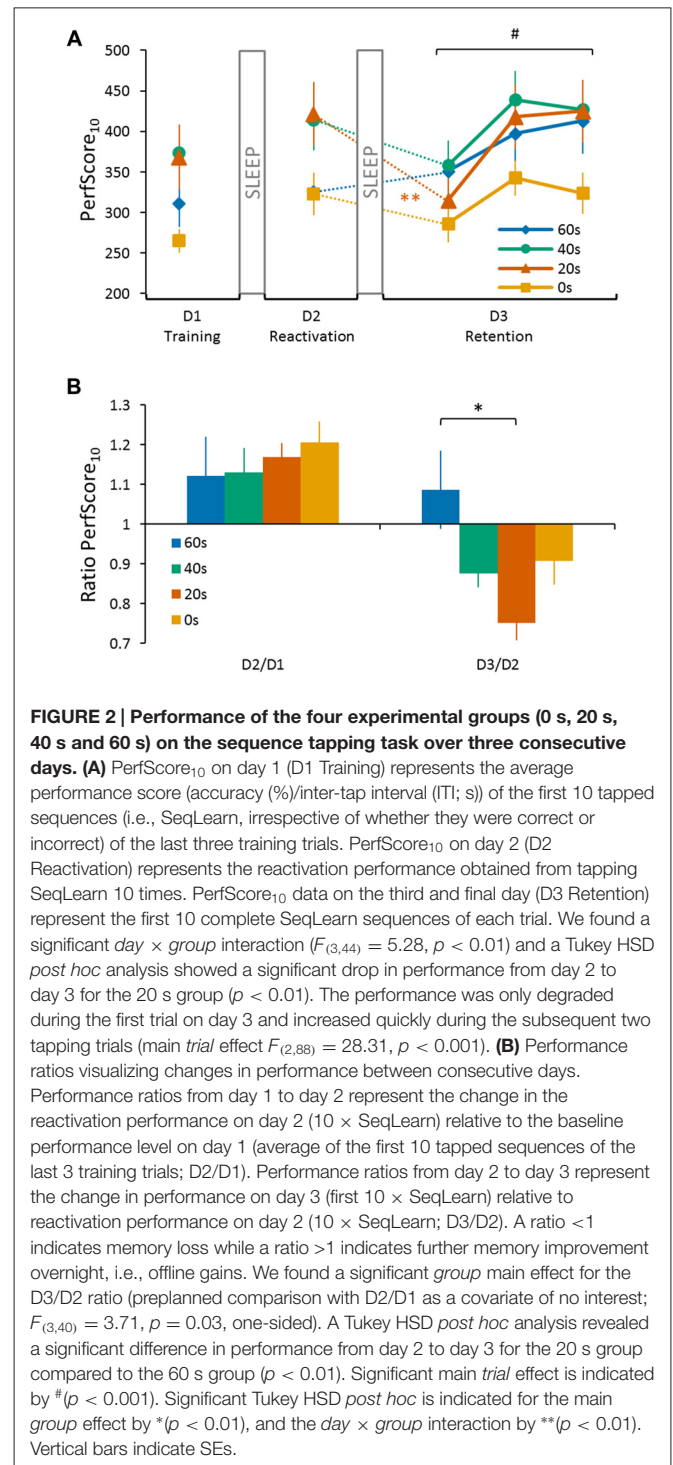 A
500
450
400
350
300
250
200
PerfScore10
SLEEP
SLEEP
#
**
60s
40s
20s
0s
D1
Training
D2
Reactivation
D3
Retention
B
1.3
1.2
1.1
1
0.9
0.8
0.7
Ratio PerfScore10
*
60s
40s
20s
0s
D2/D1
D3/D2
FIGURE 2 | Performance of the four experimental groups (0 s, 20 s,
40 s and 60 s) on the sequence tapping task over three consecutive
days. (A) PerfScore10 on day 1 (D1 Training) represents the average
performance score (accuracy (%)/inter-tap interval (ITI; s)) of the first 10 tapped
sequences (i.e., SeqLearn, irrespective of whether they were correct or
incorrect) of the last three training trials. PerfScore10 on day 2 (D2
Reactivation) represents the reactivation performance obtained from tapping
SeqLearn 10 times. PerfScore10 data on the third and final day (D3 Retention)
represent the first 10 complete SeqLearn sequences of each trial. We found a
significant day × group interaction (F(3,44) = 5.28, p < 0.01) and a Tukey HSD
post hoc analysis showed a significant drop in performance from day 2 to
day 3 for the 20 s group (p < 0.01). The performance was only degraded
during the first trial on day 3 and increased quickly during the subsequent two
tapping trials (main trial effect F(2,88) = 28.31, p < 0.001). (B) Performance
ratios visualizing changes in performance between consecutive days.
Performance ratios from day 1 to day 2 represent the change in the
reactivation performance on day 2 (10 × SeqLearn) relative to the baseline
performance level on day 1 (average of the first 10 tapped sequences of the
last 3 training trials; D2/D1). Performance ratios from day 2 to day 3 represent
the change in performance on day 3 (first 10 × SeqLearn) relative to
reactivation performance on day 2 (10 × SeqLearn; D3/D2). A ratio <1
indicates memory loss while a ratio >1 indicates further memory improvement
overnight, i.e., offline gains. We found a significant group main effect for the
D3/D2 ratio (preplanned comparison with D2/D1 as a covariate of no interest;
F(3,40) = 3.71, p = 0.03, one-sided). A Tukey HSD post hoc analysis revealed
a significant difference in performance from day 2 to day 3 for the 20 s group
compared to the 60 s group (p < 0.01). Significant main trial effect is indicated
by #(p < 0.001). Significant Tukey HSD post hoc is indicated for the main
group effect by *(p < 0.01), and the day × group interaction by **(p < 0.01).
Vertical bars indicate SEs.